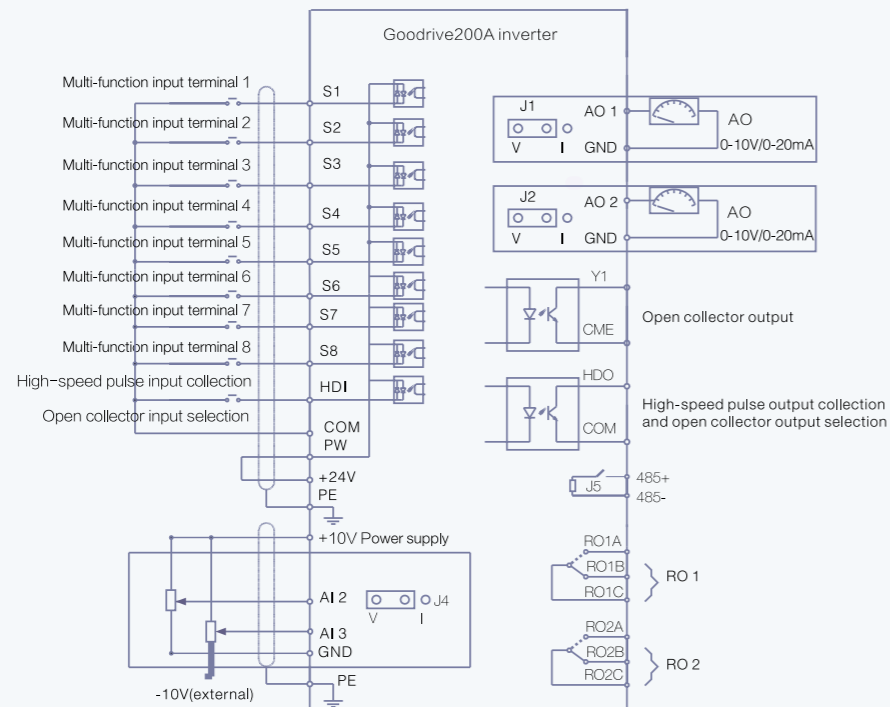 Goodrive200A inverter
Multi-function input terminal 1
S1
Multi-function input terminal 2
S2
Multi-function input terminal 3
S3
Multi-function input terminal 4
S4
Multi-function input terminal 5
S5
Multi-function input terminal 6
S6
Multi-function input terminal 7
S7
Multi-function input terminal 8
S8
High-speed pulse input collection
HDI
Open collector input selection
COM
PW
+24V
PE
+10V Power supply
AI 2
J4
V I
AI 3
GND
PE
-10V(external)
J1
AO 1
AO
V I GND
0-10V/0-20mA
J2
AO 2
AO
V I GND
0-10V/0-20mA
Y1
CME
Open collector output
HDO
COM
High-speed pulse output collection
and open collector output selection
J5
485+
485-
RO1A
RO1B
RO1C
RO 1
RO2A
RO2B
RO2C
RO 2